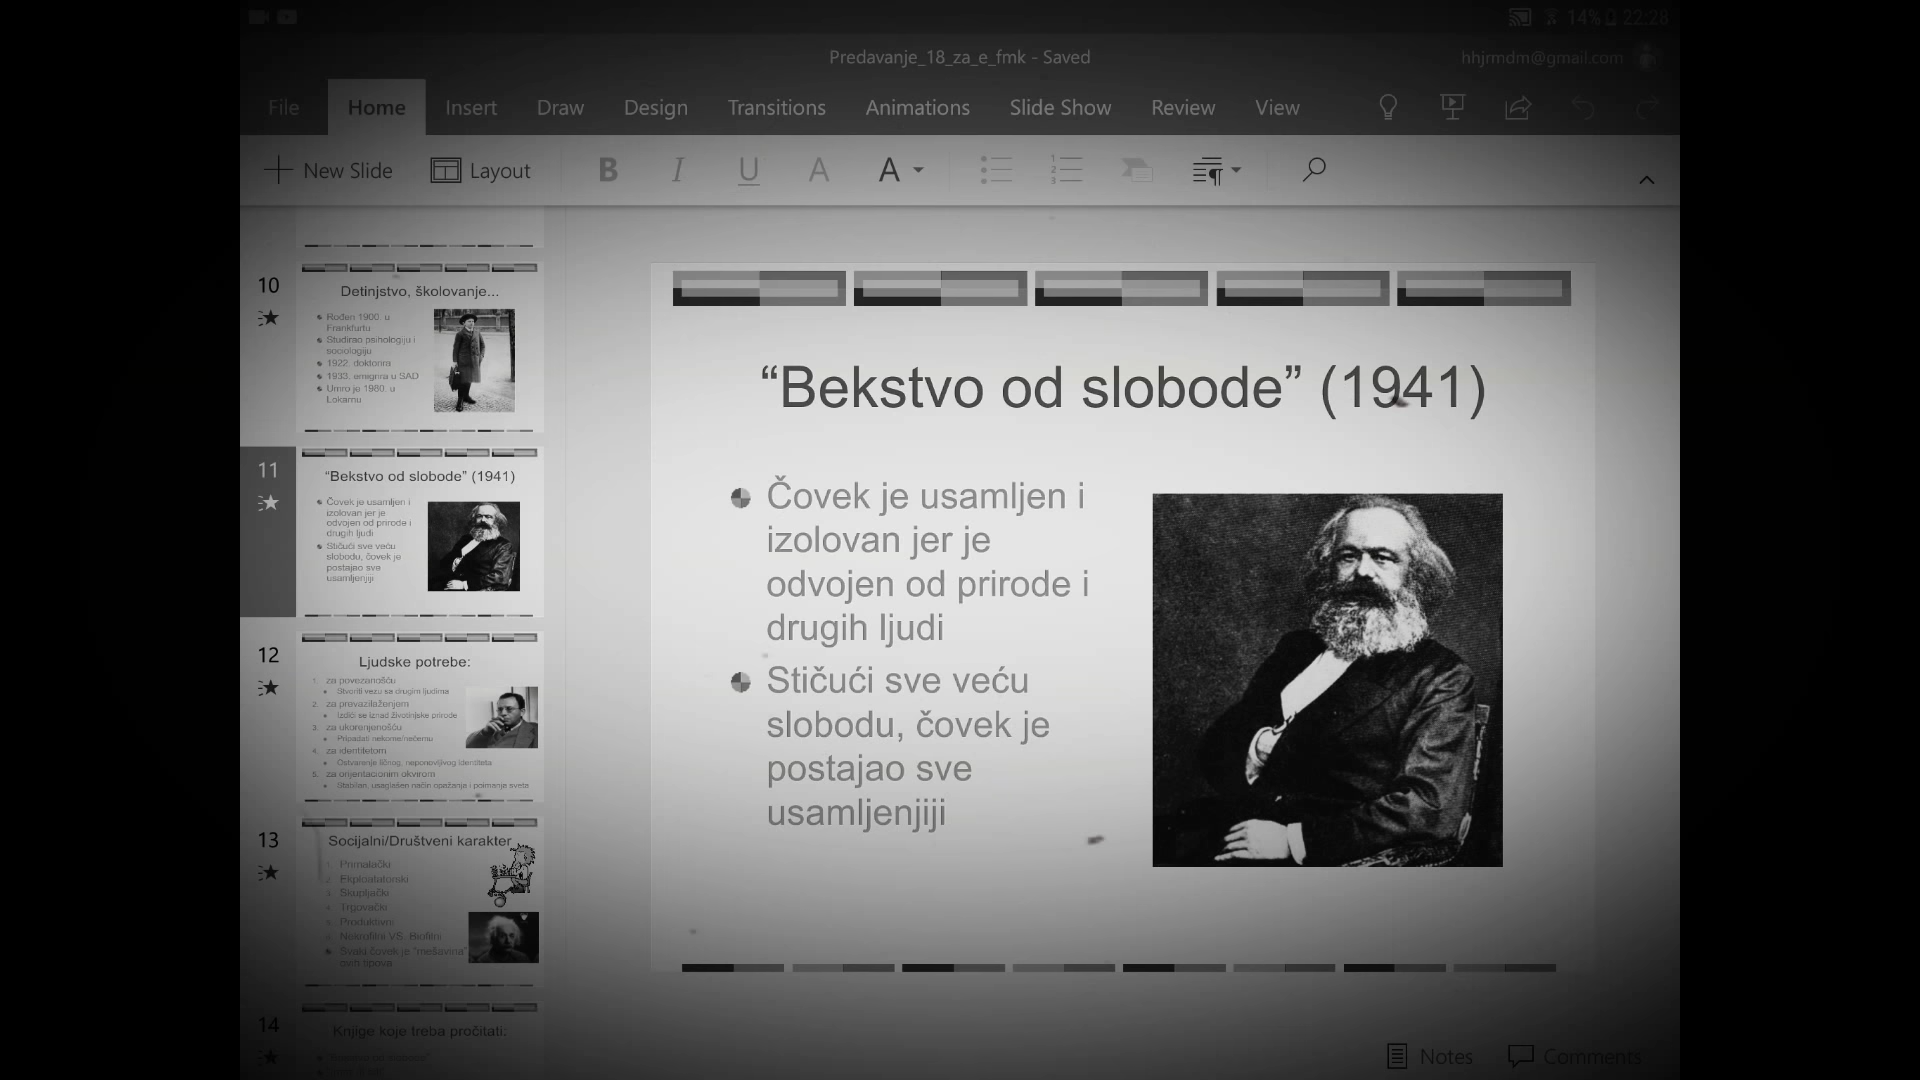 14% 22:28
Predavanje_18_za_e_fmk - Saved
hhjrmdm@gmail.com
File Home Insert Draw Design Transitions Animations Slide Show Review View
New Slide Layout B I U A A
10
Detinjstvo, školovanje...
Rođen 1900. u
Frankfurtu
Studirao psihologiju i
sociologiju
1922. doktorira
1933. emigrira u SAD
Umro je 1980. u
Lokarnu
11
“Bekstvo od slobode” (1941)
Čovek je usamljen i
izolovan jer je
odvojen od prirode i
drugih ljudi
Stičući sve veću
slobodu, čovek je
postajao sve
usamljenjiji
12
Ljudske potrebe:
1. za povezanošću
Stvoriti vezu sa drugim ljudima
2. za prevazilaženjem
Izdići se iznad životinjske prirode
3. za ukorenjenošću
Pripadati nekome/nečemu
4. za identitetom
Ostvarenje ličnog, neponovljivog identiteta
5. za orijentacionim okvirom
Stabilan, usaglašen način opažanja i poimanja sveta
13
Socijalni/Društveni karakter
1. Primalački
2. Ekploatatorski
3. Skupljački
4. Trgovački
5. Produktivni
Nekrofilni VS. Biofilni
Svaki čovek je “mešavina”
ovih tipova
14
Knjige koje treba pročitati:
“Bekstvo od slobode”
“Bekstvo od slobode” (1941)
Čovek je usamljen i
izolovan jer je
odvojen od prirode i
drugih ljudi
Stičući sve veću
slobodu, čovek je
postajao sve
usamljenjiji
Notes Comments